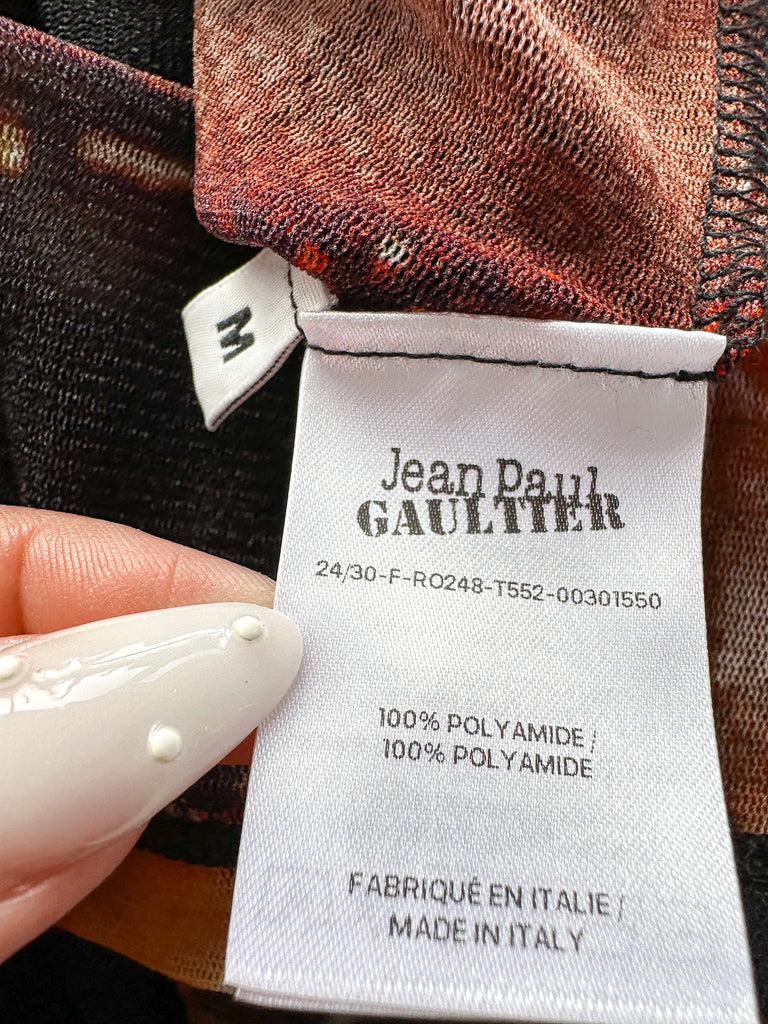 M
Jean Paul
GAULTIER
24/30-F-RO248-T552-00301550
100% POLYAMIDE /
100% POLYAMIDE
FABRIQUÉ EN ITALIE /
MADE IN ITALY